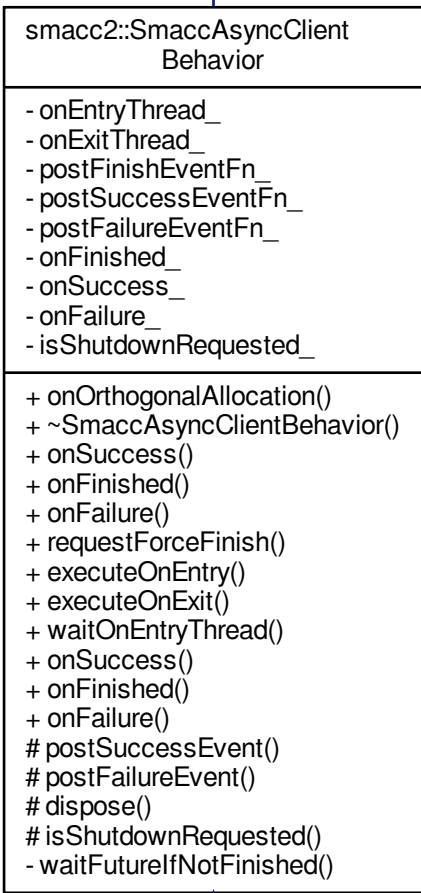 smacc2::SmaccAsyncClient
Behavior
- onEntryThread_
- onExitThread_
- postFinishEventFn_
- postSuccessEventFn_
- postFailureEventFn_
- onFinished_
- onSuccess_
- onFailure_
- isShutdownRequested_
+ onOrthogonalAllocation()
+ ~SmaccAsyncClientBehavior()
+ onSuccess()
+ onFinished()
+ onFailure()
+ requestForceFinish()
+ executeOnEntry()
+ executeOnExit()
+ waitOnEntryThread()
+ onSuccess()
+ onFinished()
+ onFailure()
# postSuccessEvent()
# postFailureEvent()
# dispose()
# isShutdownRequested()
- waitFutureIfNotFinished()